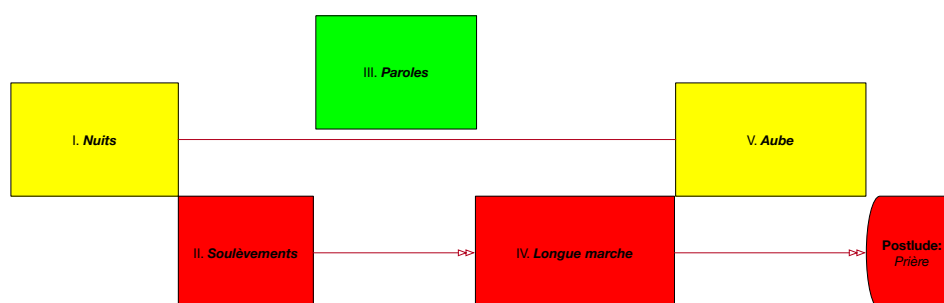 III. Paroles
I. Nuits
V. Aube
II. Soulèvements
IV. Longue marche
Postlude:
Prière